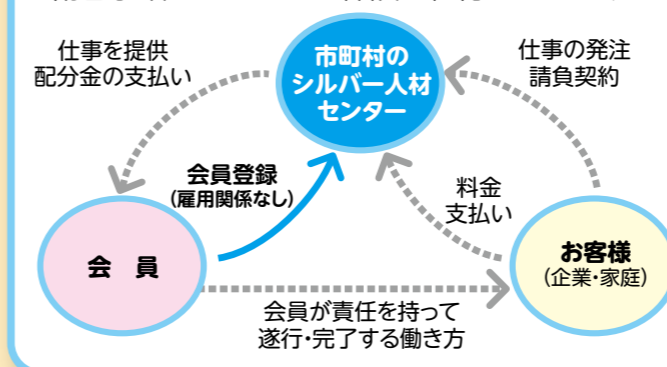 仕事を提供
配分金の支払い
市町村の
シルバー人材
センター
仕事の発注
請負契約
会員登録
(雇用関係なし)
料金
支払い
会 員
お客様
(企業・家庭)
会員が責任を持って
遂行・完了する働き方